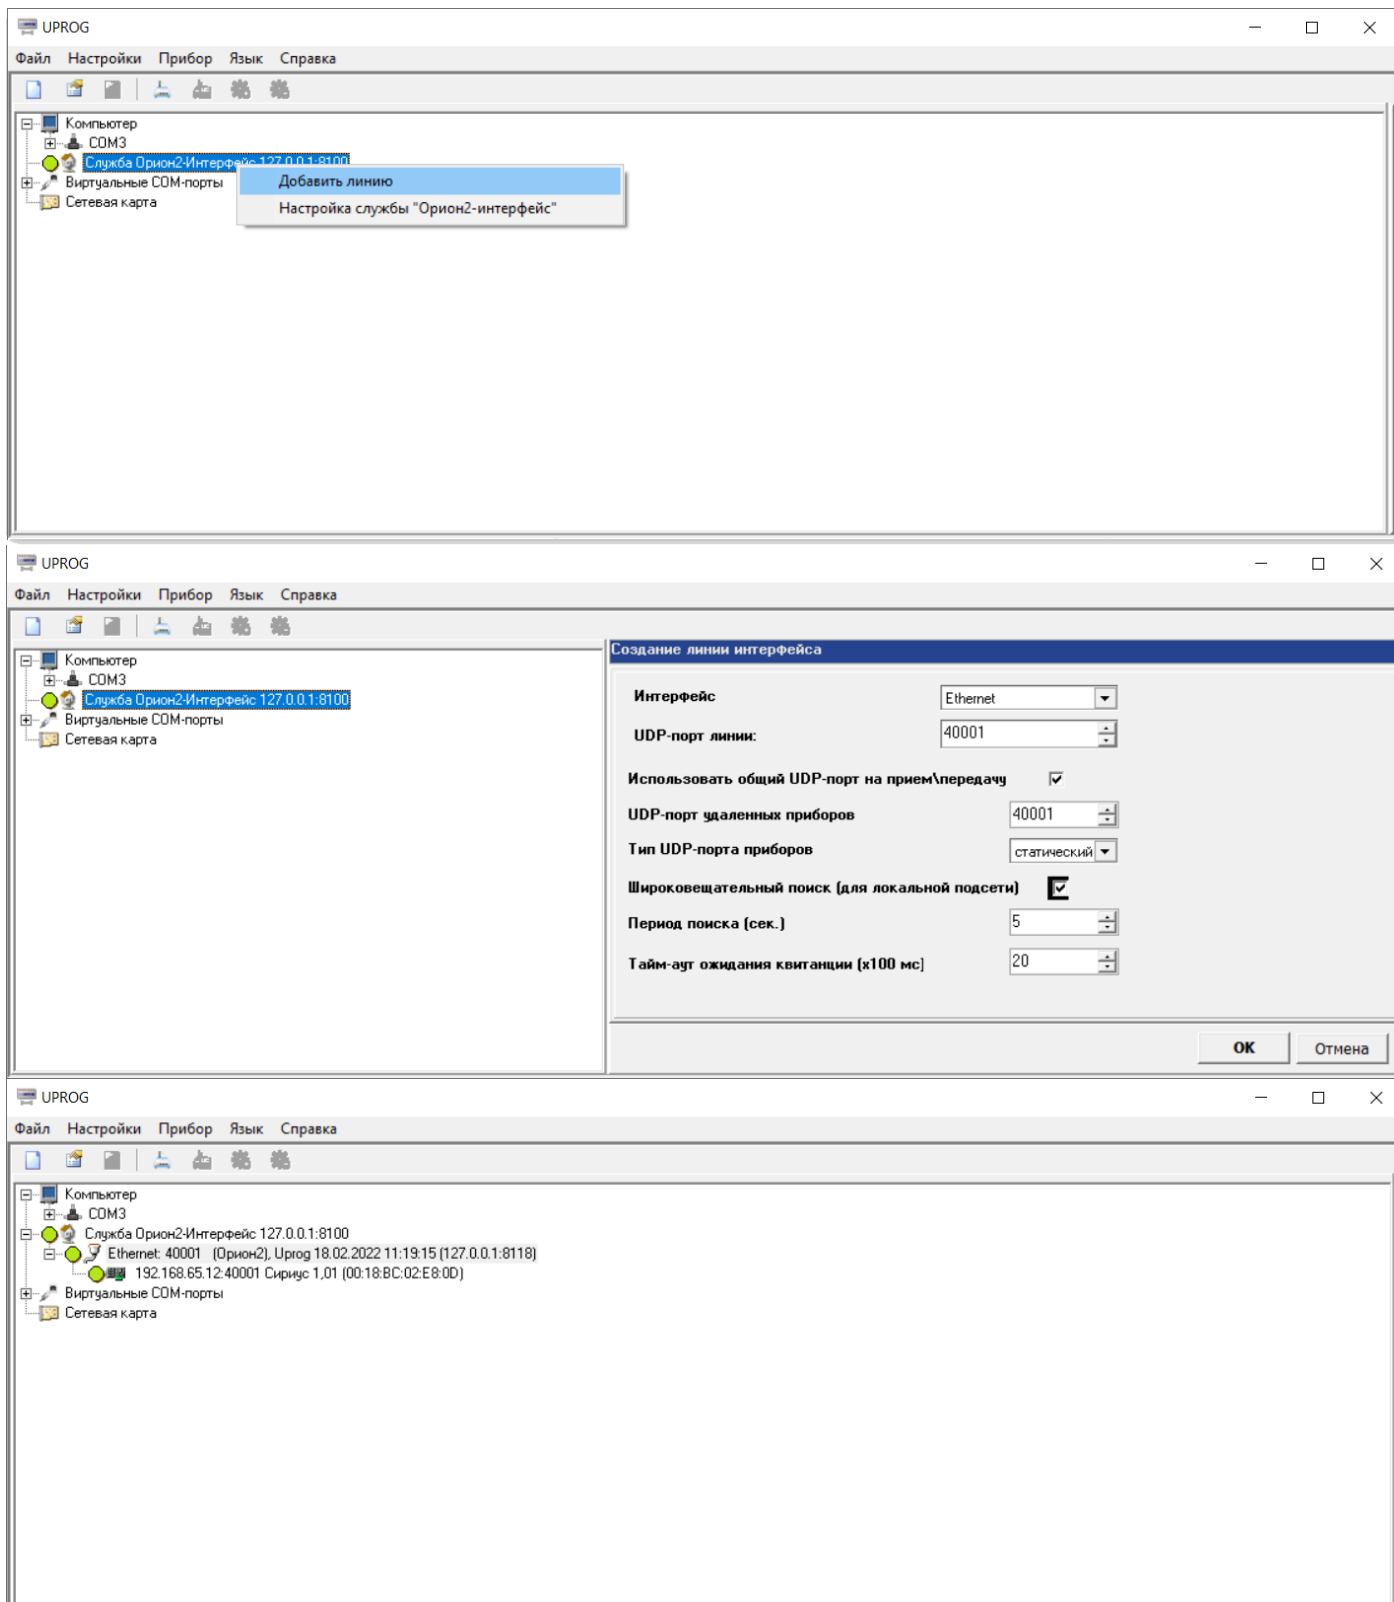 UPROG
Файл Настройки Прибор Язык Справка
Компьютер
COM3
Служба Орион2-Интерфейс 127.0.0.1:8100
Добавить линию
Виртуальные COM-порты
Настройка службы "Орион2-интерфейс"
Сетевая карта
UPROG
Файл Настройки Прибор Язык Справка
Компьютер
COM3
Служба Орион2-Интерфейс 127.0.0.1:8100
Виртуальные COM-порты
Сетевая карта
Создание линии интерфейса
Интерфейс Ethernet
UDP-порт линии: 40001
Использовать общий UDP-порт на прием\передачу
UDP-порт удаленных приборов 40001
Тип UDP-порта приборов статический
Широковещательный поиск (для локальной подсети)
Период поиска (сек.) 5
Тайм-аут ожидания квитанции (x100 мс) 20
OK Отмена
UPROG
Файл Настройки Прибор Язык Справка
Компьютер
COM3
Служба Орион2-Интерфейс 127.0.0.1:8100
Ethernet: 40001 (Орион2), Uprog 18.02.2022 11:19:15 (127.0.0.1:8118)
192.168.65.12:40001 Сириус 1,01 (00:18:BC:02:E8:0D)
Виртуальные COM-порты
Сетевая карта